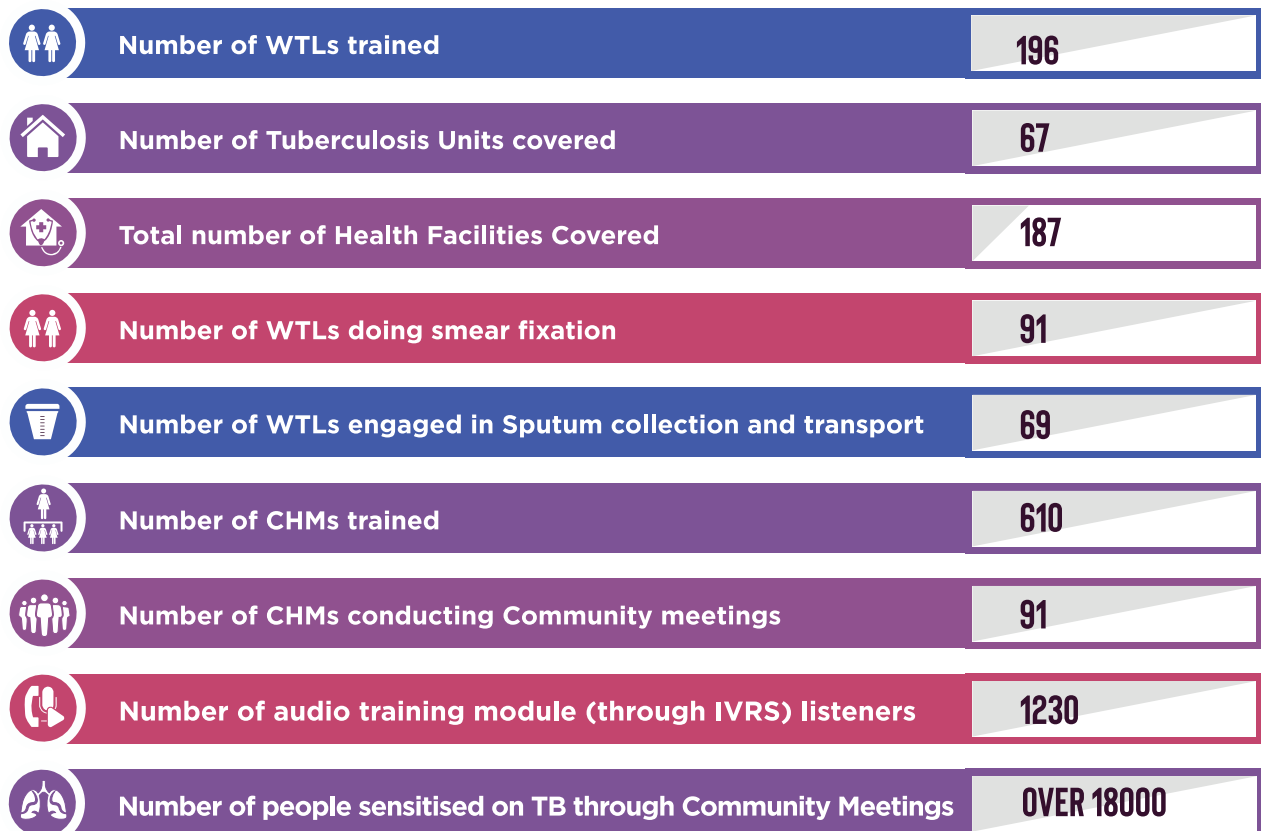 Number of WTLs trained 196
Number of Tuberculosis Units covered 67
Total number of Health Facilities Covered 187
Number of WTLs doing smear fixation 91
Number of WTLs engaged in Sputum collection and transport 69
Number of CHMs trained 610
Number of CHMs conducting Community meetings 91
Number of audio training module (through IVRS) listeners 1230
Number of people sensitised on TB through Community Meetings OVER 18000